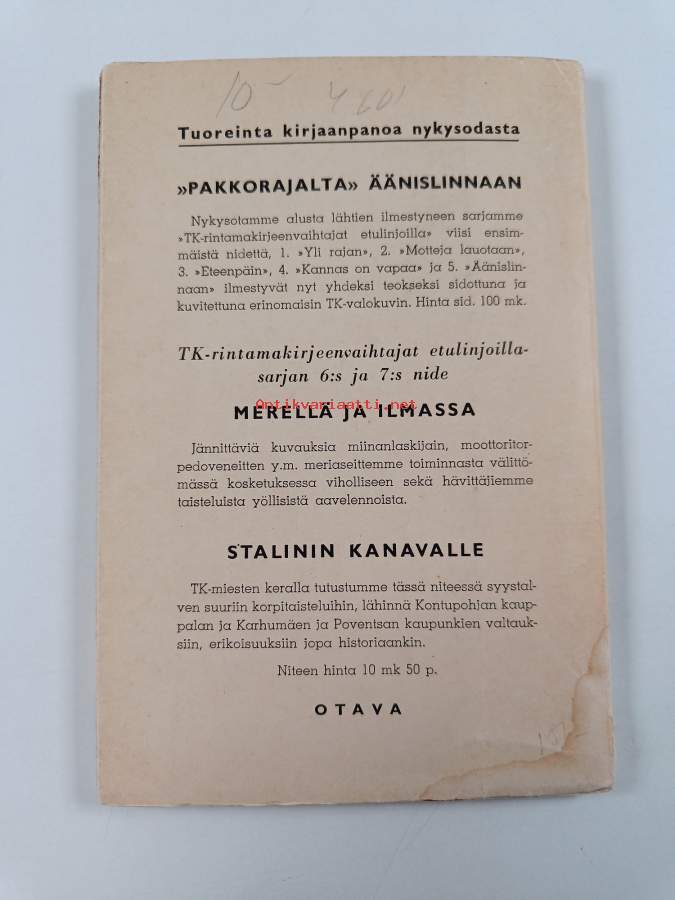 10-
Tuoreinta kirjaanpanoa nykysodasta
»PAKKORAJALTA» ÄÄNISLINNAAN
Nykysotamme alusta lähtien ilmestyneen sarjamme
»TK-rintamakirjeenvaihtajat etulinjoilla» viisi ensim-
mäistä nidettä, 1. »Yli rajan», 2. »Motteja lauotaan»,
3. »Eteenpäin», 4. »Kannas on vapaa» ja 5. »Äänislin-
naan» ilmestyvät nyt yhdeksi teokseksi sidottuna ja
kuvitettuna erinomaisin TK-valokuvin. Hinta sid. 100 mk.
TK-rintamakirjeenvaihtajat etulinjoilla-
sarjan 6:s ja 7:s nide
Antikvariaatti.net
MERELLÄ JA ILMASSA
Jännittäviä kuvauksia miinanlaskijain, moottoritor-
pedoveneitten y.m. meriaseittemme toiminnasta välittö-
mässä kosketuksessa viholliseen sekä hävittäjiemme
taisteluista yöllisistä aavelennoista.
STALININ KANAVALLE
TK-miesten keralla tutustumme tässä niteessä syystal-
ven suuriin korpitaisteluihin, lähinnä Kontupohjan kaup-
palan ja Karhumäen ja Poventsan kaupunkien valtauk-
siin, erikoisuuksiin jopa historiaankin.
Niteen hinta 10 mk 50 p.
OTAVA